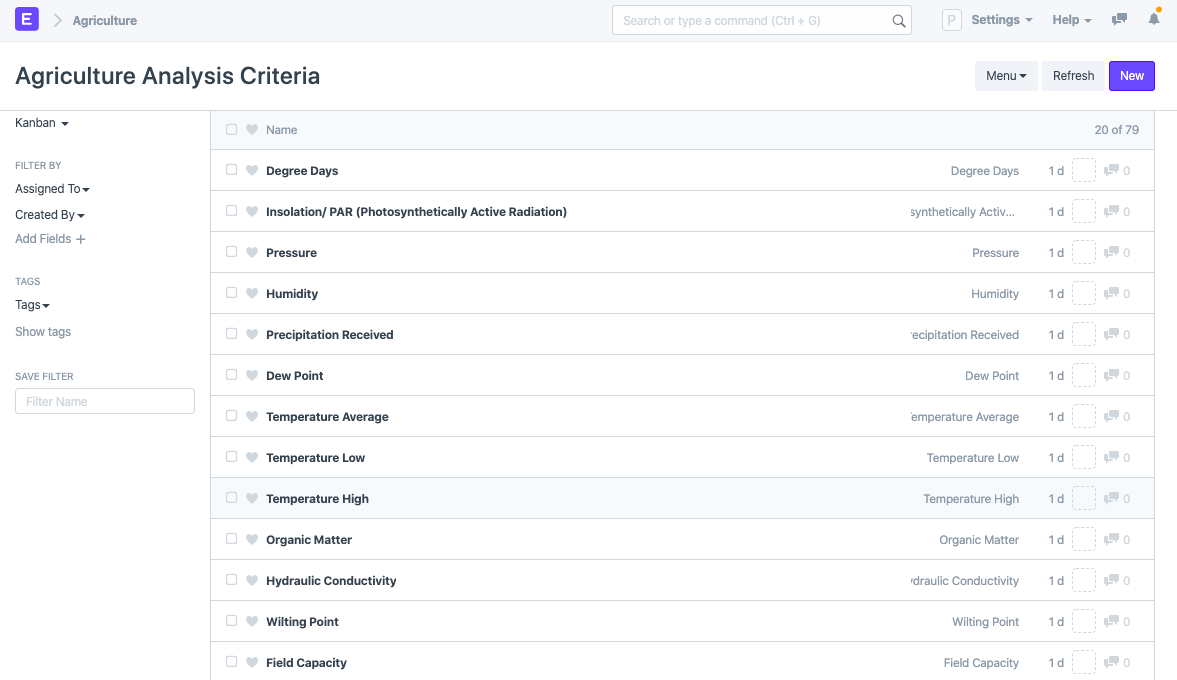 E
Agriculture
Search or type a command (Ctrl + G)
P
Settings
Help
Agriculture Analysis Criteria
Menu
Refresh
New
Kanban
FILTER BY
Assigned To
Created By
Add Fields +
TAGS
Tags
Show tags
SAVE FILTER
Filter Name
Name 20 of 79
Degree Days Degree Days 1 d 0
Insolation/ PAR (Photosynthetically Active Radiation) synthetically Activ... 1 d 0
Pressure Pressure 1 d 0
Humidity Humidity 1 d 0
Precipitation Received recipitation Received 1 d 0
Dew Point Dew Point 1 d 0
Temperature Average emperature Average 1 d 0
Temperature Low Temperature Low 1 d 0
Temperature High Temperature High 1 d 0
Organic Matter Organic Matter 1 d 0
Hydraulic Conductivity ydraulic Conductivity 1 d 0
Wilting Point Wilting Point 1 d 0
Field Capacity Field Capacity 1 d 0